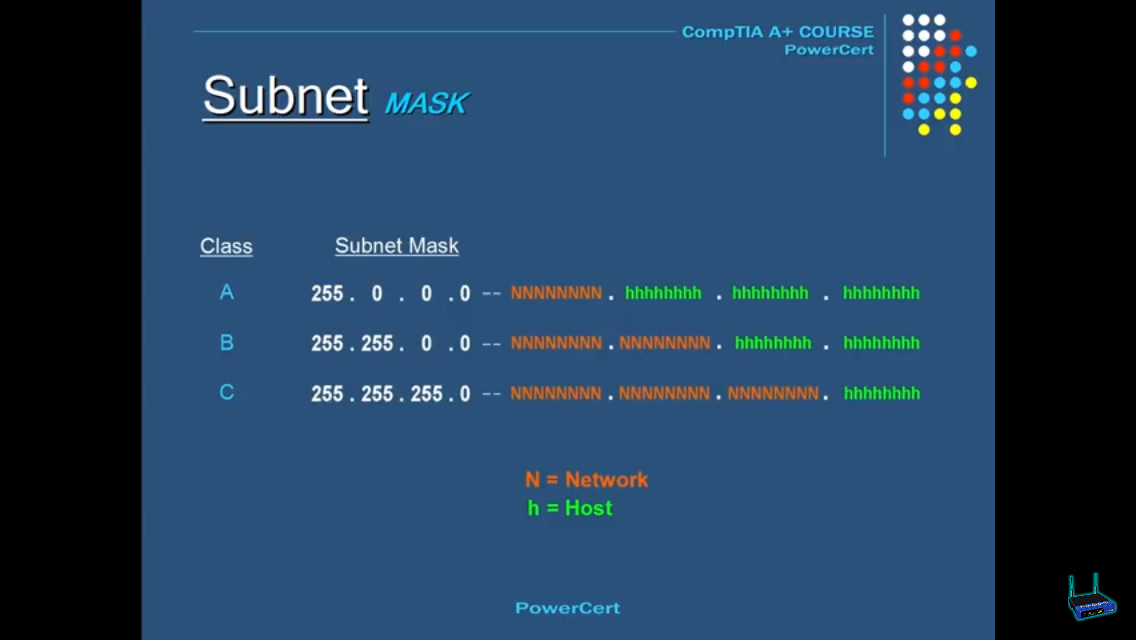 CompTIA A+ COURSE
PowerCert
Subnet MASK
Class Subnet Mask
A 255 . 0 . 0 . 0 -- NNNNNNNN . hhhhhhhh . hhhhhhhh . hhhhhhhh
B 255 . 255 . 0 . 0 -- NNNNNNNN . NNNNNNNN . hhhhhhhh . hhhhhhhh
C 255 . 255 . 255 . 0 -- NNNNNNNN . NNNNNNNN . NNNNNNNN . hhhhhhhh
N = Network
h = Host
PowerCert